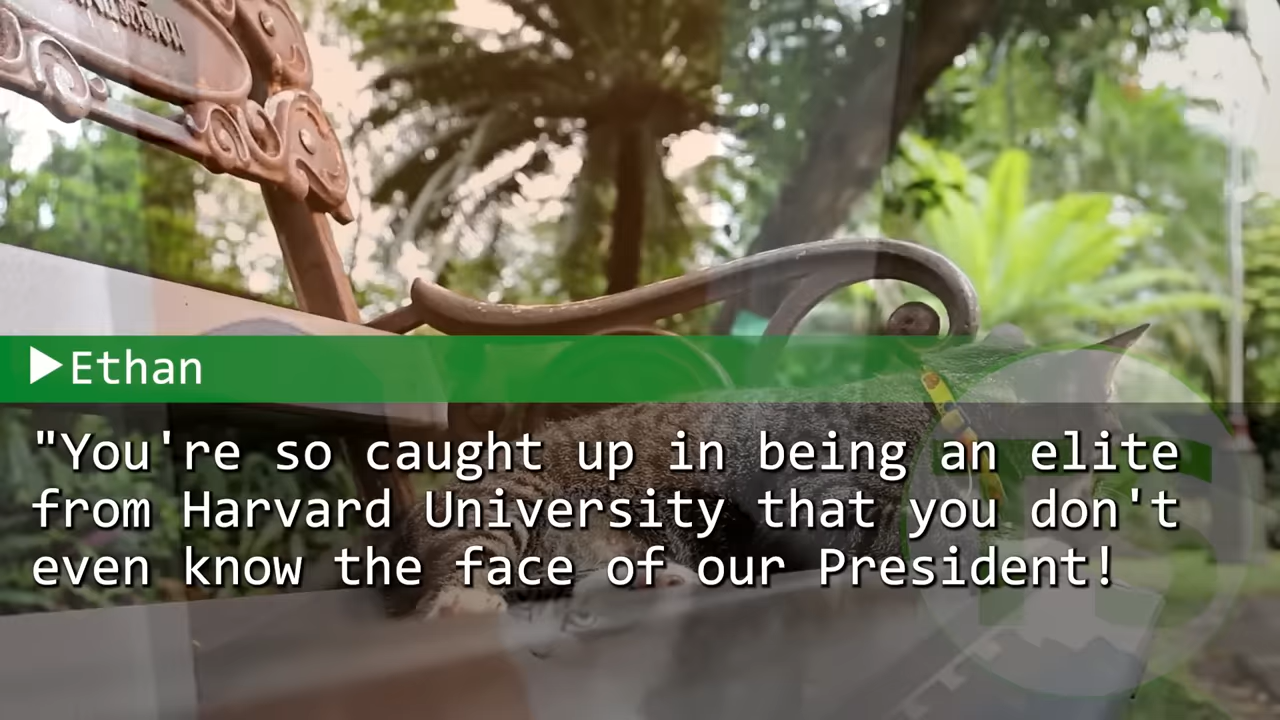 ▶Ethan
"You're so caught up in being an elite
from Harvard University that you don't
even know the face of our President!